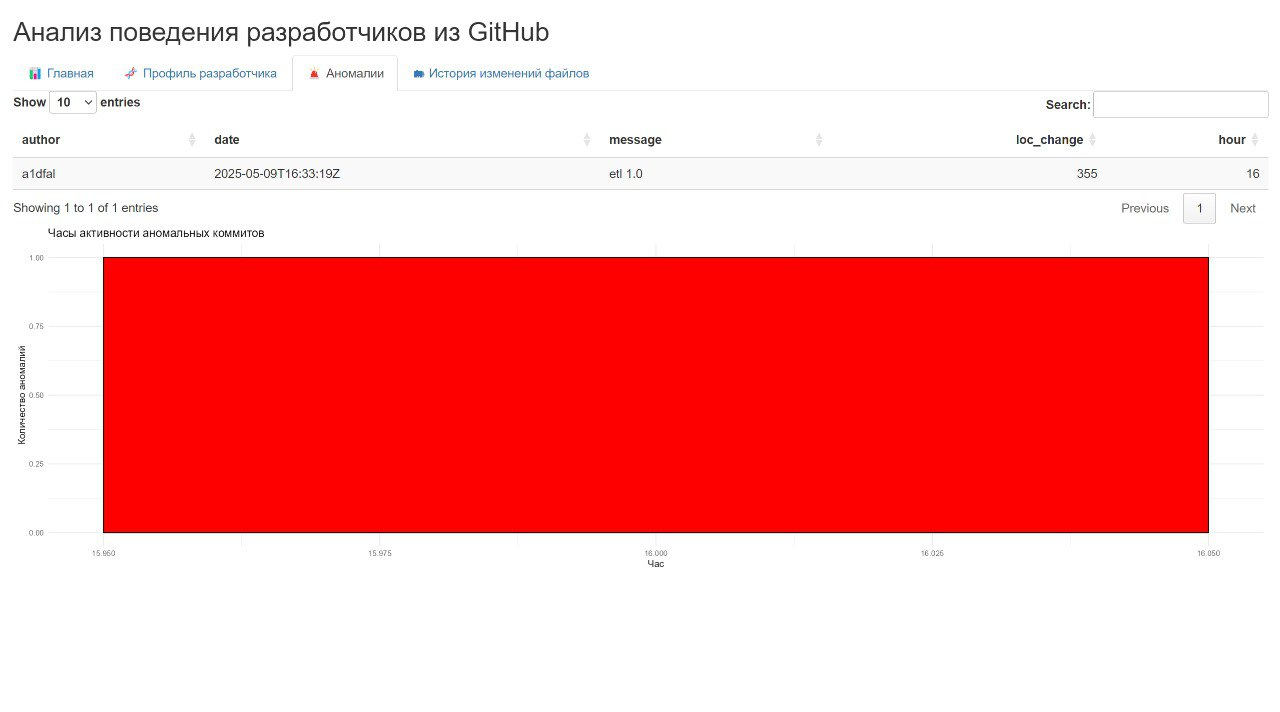 Анализ поведения разработчиков из GitHub
Главная Профиль разработчика Аномалии История изменений файлов
Show 10 entries Search:
author date message loc_change hour
a1dfal 2025-05-09T16:33:19Z etl 1.0 355 16
Showing 1 to 1 of 1 entries Previous 1 Next
Часы активности аномальных коммитов
1.00
0.75
0.50
0.25
0.00
Количество аномалий
15.950 15.975 16.000 16.025 16.050
Час